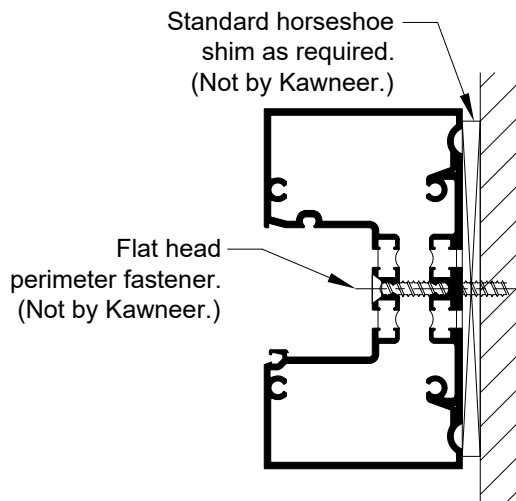 Standard horseshoe
shim as required.
(Not by Kawneer.)
Flat head
perimeter fastener.
(Not by Kawneer.)